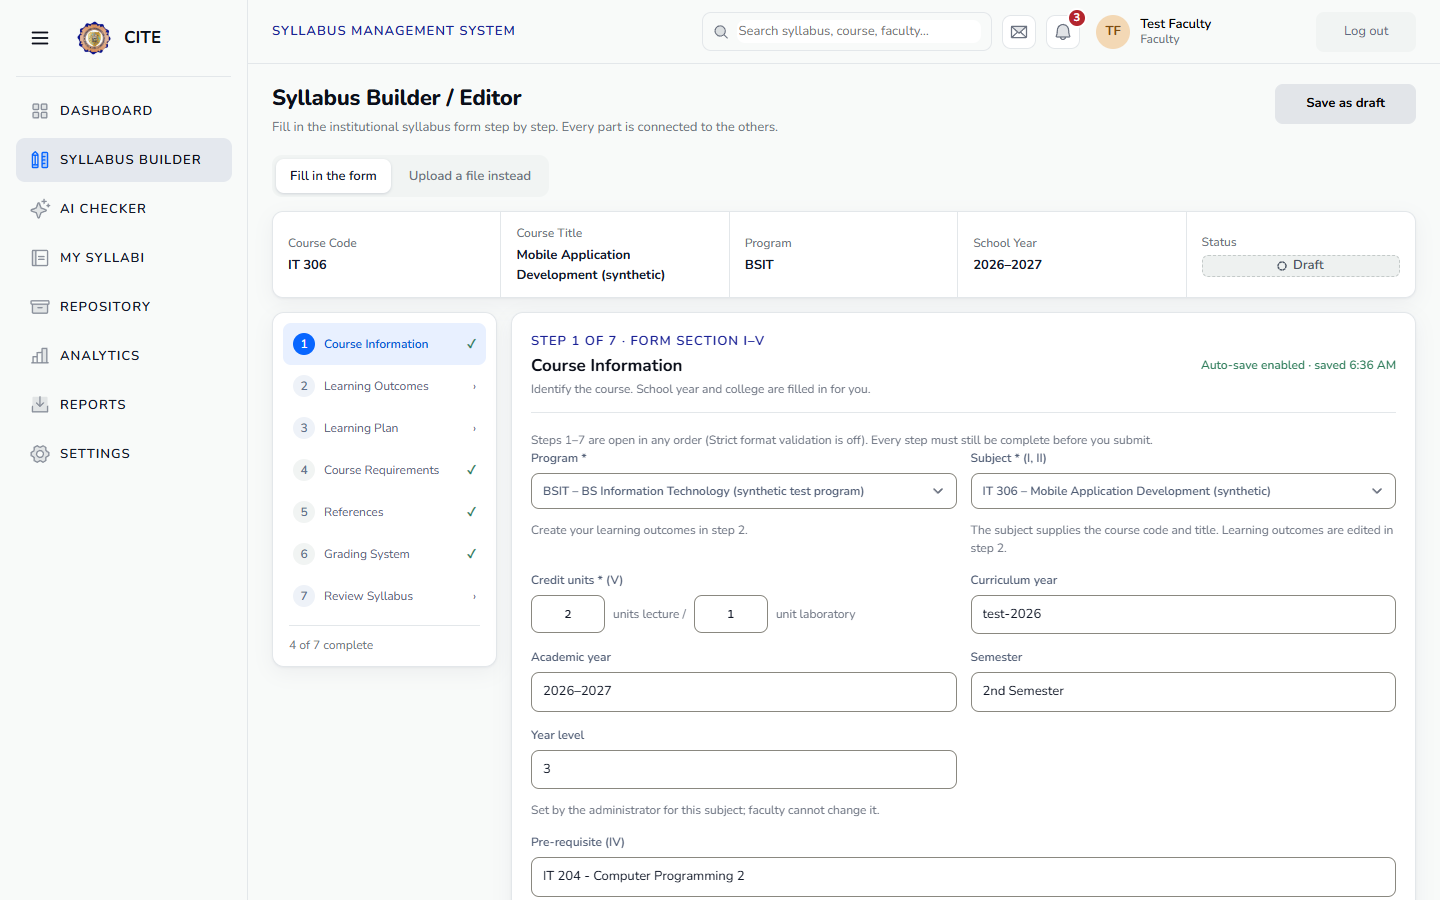 CITE
SYLLABUS MANAGEMENT SYSTEM
Search syllabus, course, faculty...
3
TF
Test Faculty
Faculty
Log out
DASHBOARD
SYLLABUS BUILDER
AI CHECKER
MY SYLLABI
REPOSITORY
ANALYTICS
REPORTS
SETTINGS
Syllabus Builder / Editor
Fill in the institutional syllabus form step by step. Every part is connected to the others.
Save as draft
Fill in the form
Upload a file instead
Course Code
IT 306
Course Title
Mobile Application
Development (synthetic)
Program
BSIT
School Year
2026–2027
Status
Draft
1 Course Information ✓
2 Learning Outcomes ›
3 Learning Plan ›
4 Course Requirements ✓
5 References ✓
6 Grading System ✓
7 Review Syllabus ›
4 of 7 complete
STEP 1 OF 7 · FORM SECTION I–V
Course Information
Auto-save enabled · saved 6:36 AM
Identify the course. School year and college are filled in for you.
Steps 1–7 are open in any order (Strict format validation is off). Every step must still be complete before you submit.
Program *
BSIT – BS Information Technology (synthetic test program)
Create your learning outcomes in step 2.
Subject * (I, II)
IT 306 – Mobile Application Development (synthetic)
The subject supplies the course code and title. Learning outcomes are edited in
step 2.
Credit units * (V)
2 units lecture / 1 unit laboratory
Curriculum year
test-2026
Academic year
2026–2027
Semester
2nd Semester
Year level
3
Set by the administrator for this subject; faculty cannot change it.
Pre-requisite (IV)
IT 204 - Computer Programming 2